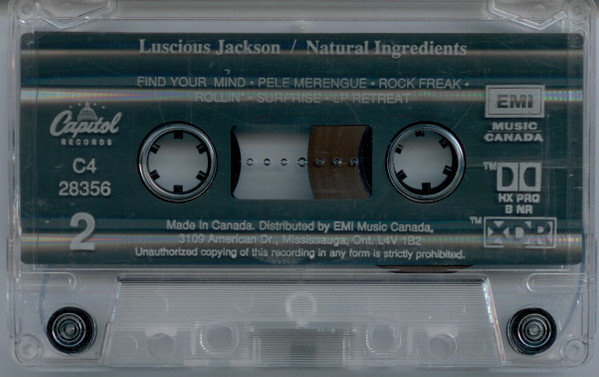 Luscious Jackson / Natural Ingredients
FIND YOUR MIND • PELE MERENGUE • ROCK FREAK •
ROLLIN' • SURPRISE • LP RETREAT
Capitol
RECORDS
C4
28356
2
EMI
MUSIC
CANADA
™
HX PRO
B NR
™ XDR
Made In Canada. Distributed by EMI Music Canada,
3109 American Dr., Mississauga, Ont. L4V 1B2
Unauthorized copying of this recording in any form is strictly prohibited.